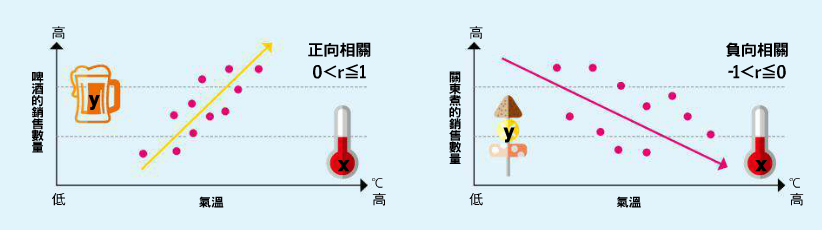 高
正向相關
0<r≦1
啤酒的銷售數量
y
x
℃
低
氣溫
高
高
負向相關
-1<r≦0
關東煮的銷售數量
y
x
℃
低
氣溫
高